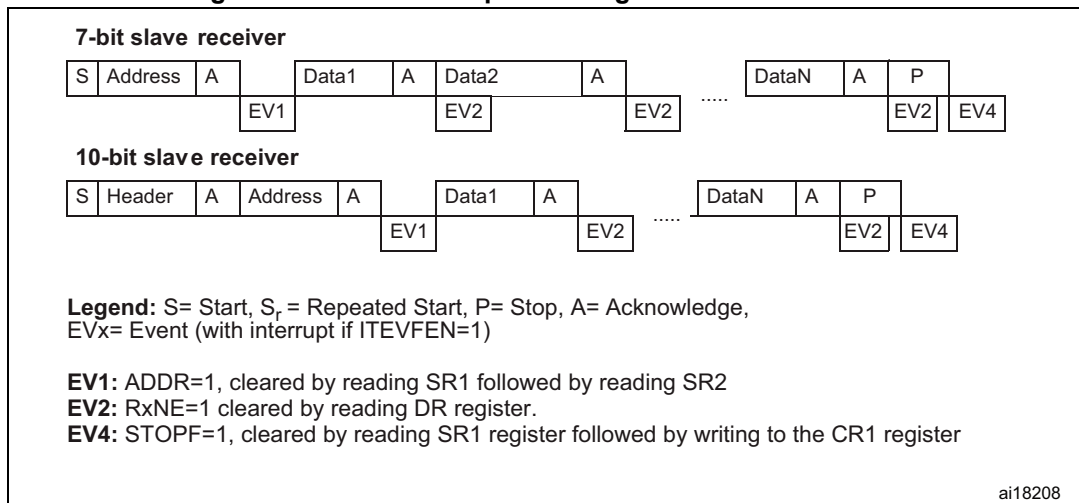 7-bit slave receiver
S Address A Data1 A Data2 A ..... DataN A P
EV1 EV2 EV2 EV2 EV4
10-bit slave receiver
S Header A Address A Data1 A ..... DataN A P
EV1 EV2 EV2 EV4
Legend: S= Start, Sr = Repeated Start, P= Stop, A= Acknowledge,
EVx= Event (with interrupt if ITEVFEN=1)
EV1: ADDR=1, cleared by reading SR1 followed by reading SR2
EV2: RxNE=1 cleared by reading DR register.
EV4: STOPF=1, cleared by reading SR1 register followed by writing to the CR1 register
ai18208